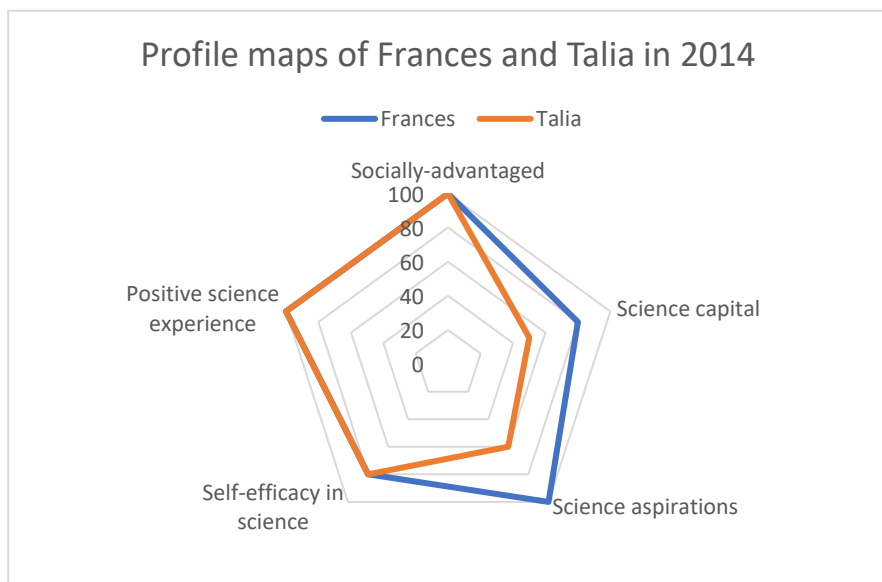 Profile maps of Frances and Talia in 2014
Frances Talia
Socially-advantaged
100
80
60
40
20
0
Science capital
Science aspirations
Self-efficacy in
science
Positive science
experience